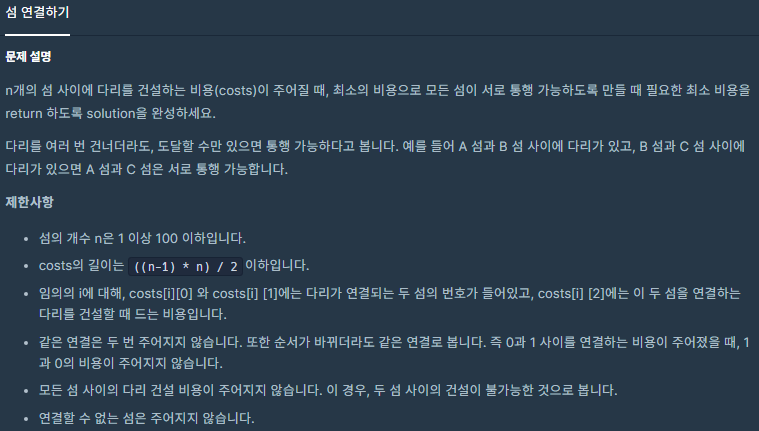 섬 연결하기
문제 설명
n개의 섬 사이에 다리를 건설하는 비용(costs)이 주어질 때, 최소의 비용으로 모든 섬이 서로 통행 가능하도록 만들 때 필요한 최소 비용을
return 하도록 solution을 완성하세요.
다리를 여러 번 건너더라도, 도달할 수만 있으면 통행 가능하다고 봅니다. 예를 들어 A 섬과 B 섬 사이에 다리가 있고, B 섬과 C 섬 사이에
다리가 있으면 A 섬과 C 섬은 서로 통행 가능합니다.
제한사항
• 섬의 개수 n은 1 이상 100 이하입니다.
• costs의 길이는 ((n-1) * n) / 2 이하입니다.
• 임의의 i에 대해, costs[i][0] 와 costs[i] [1]에는 다리가 연결되는 두 섬의 번호가 들어있고, costs[i] [2]에는 이 두 섬을 연결하는
다리를 건설할 때 드는 비용입니다.
• 같은 연결은 두 번 주어지지 않습니다. 또한 순서가 바뀌더라도 같은 연결로 봅니다. 즉 0과 1 사이를 연결하는 비용이 주어졌을 때, 1
과 0의 비용이 주어지지 않습니다.
• 모든 섬 사이의 다리 건설 비용이 주어지지 않습니다. 이 경우, 두 섬 사이의 건설이 불가능한 것으로 봅니다.
• 연결할 수 없는 섬은 주어지지 않습니다.